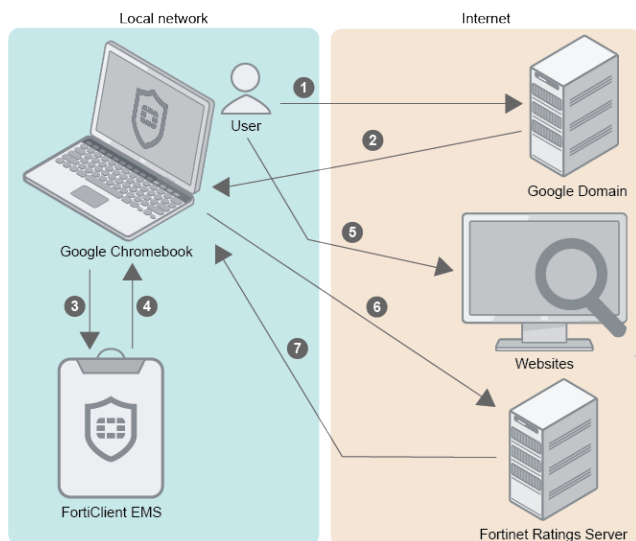 Local network
Internet
1
User
2
Google Domain
5
Google Chromebook
6
3
4
7
Websites
FortiClient EMS
Fortinet Ratings Server